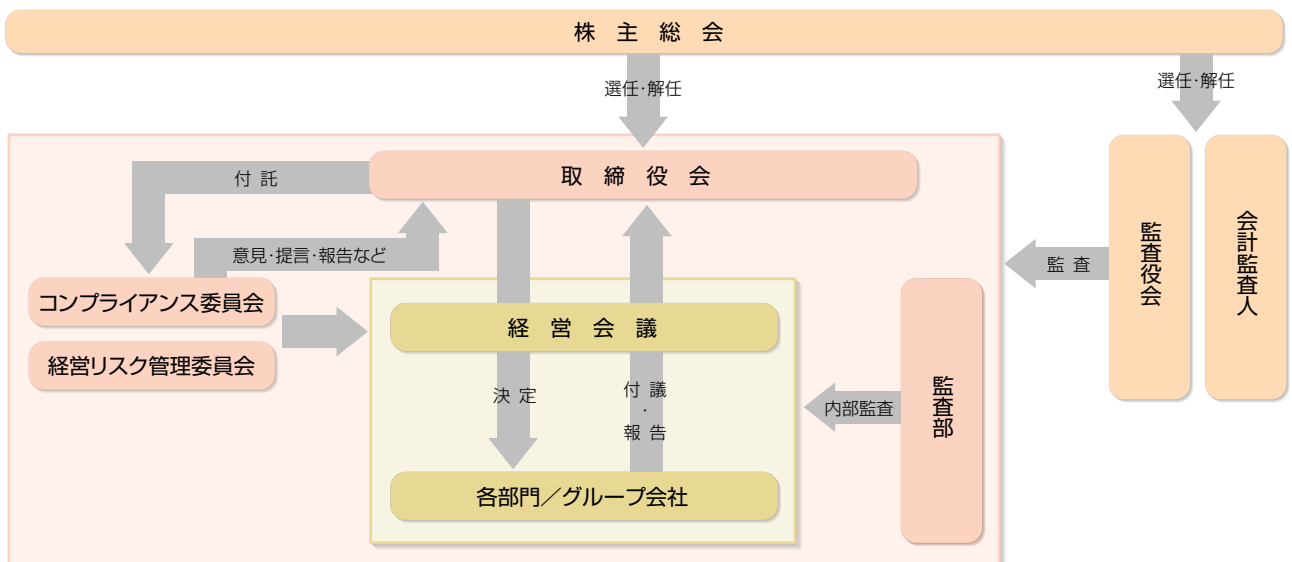 株主総会
選任・解任
選任・解任
取締役会
付託
意見・提言・報告など
コンプライアンス委員会
経営リスク管理委員会
経営会議
決定
付議
・
報告
各部門／グループ会社
内部監査
監査部
監査
監査役会
会計監査人